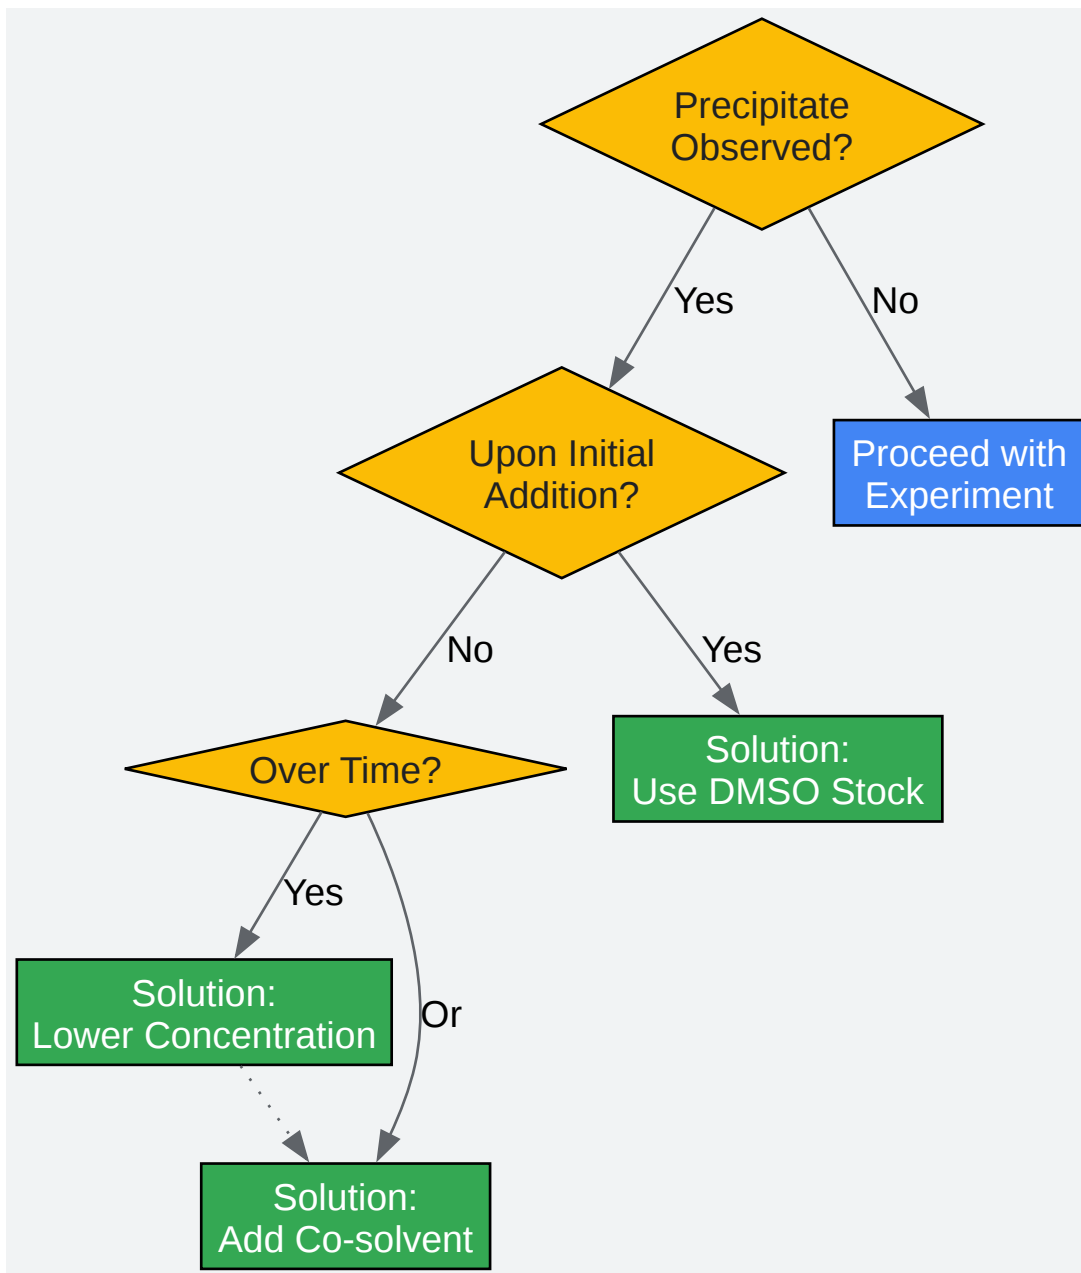 Precipitate
Observed?
Yes
No
Upon Initial
Addition?
Proceed with
Experiment
No
Yes
Over Time?
Solution:
Use DMSO Stock
Yes
Solution:
Lower Concentration
Or
Solution:
Add Co-solvent